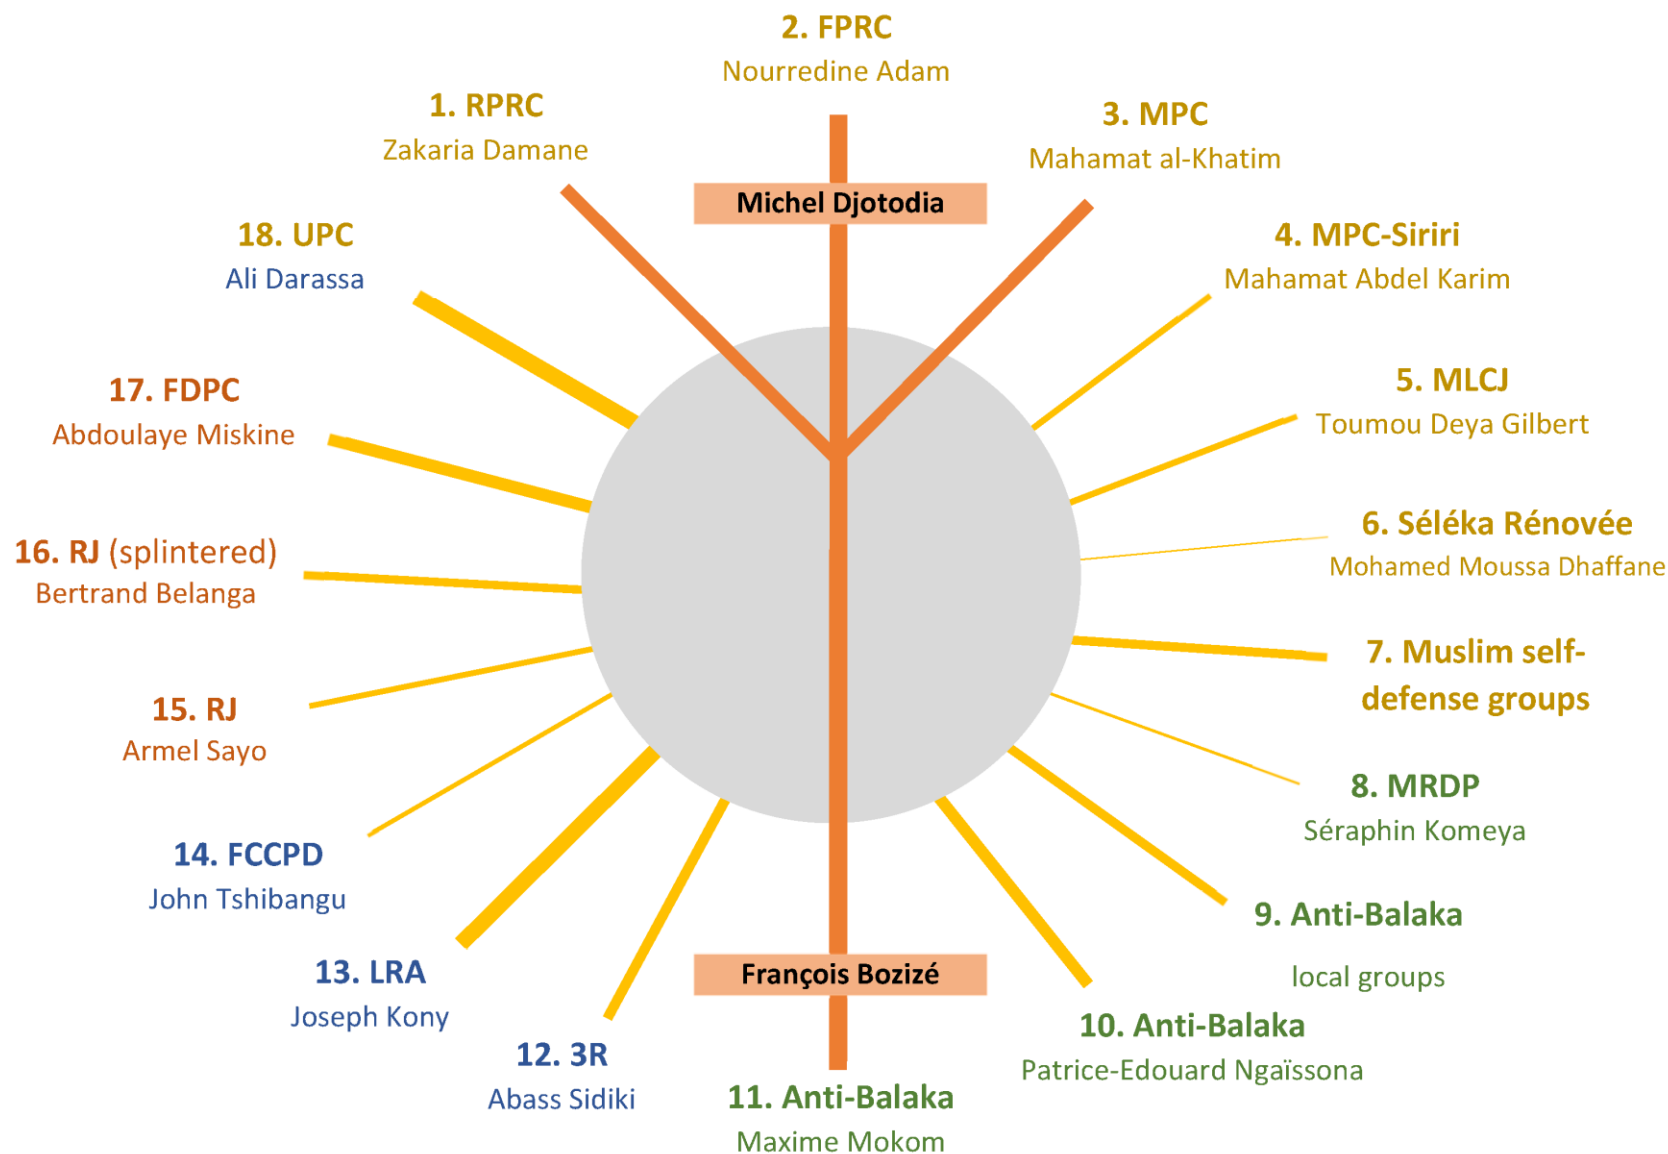 2. FPRC
Nourredine Adam
1. RPRC
Zakaria Damane
3. MPC
Mahamat al-Khatim
Michel Djotodia
18. UPC
Ali Darassa
4. MPC-Siriri
Mahamat Abdel Karim
17. FDPC
Abdoulaye Miskine
5. MLCJ
Toumou Deya Gilbert
16. RJ (splintered)
Bertrand Belanga
6. Séléka Rénovée
Mohamed Moussa Dhaffane
7. Muslim self-
defense groups
15. RJ
Armel Sayo
8. MRDP
Séraphin Komeya
14. FCCPD
John Tshibangu
9. Anti-Balaka
local groups
13. LRA
Joseph Kony
François Bozizé
10. Anti-Balaka
Patrice-Edouard Ngaïssona
12. 3R
Abass Sidiki
11. Anti-Balaka
Maxime Mokom